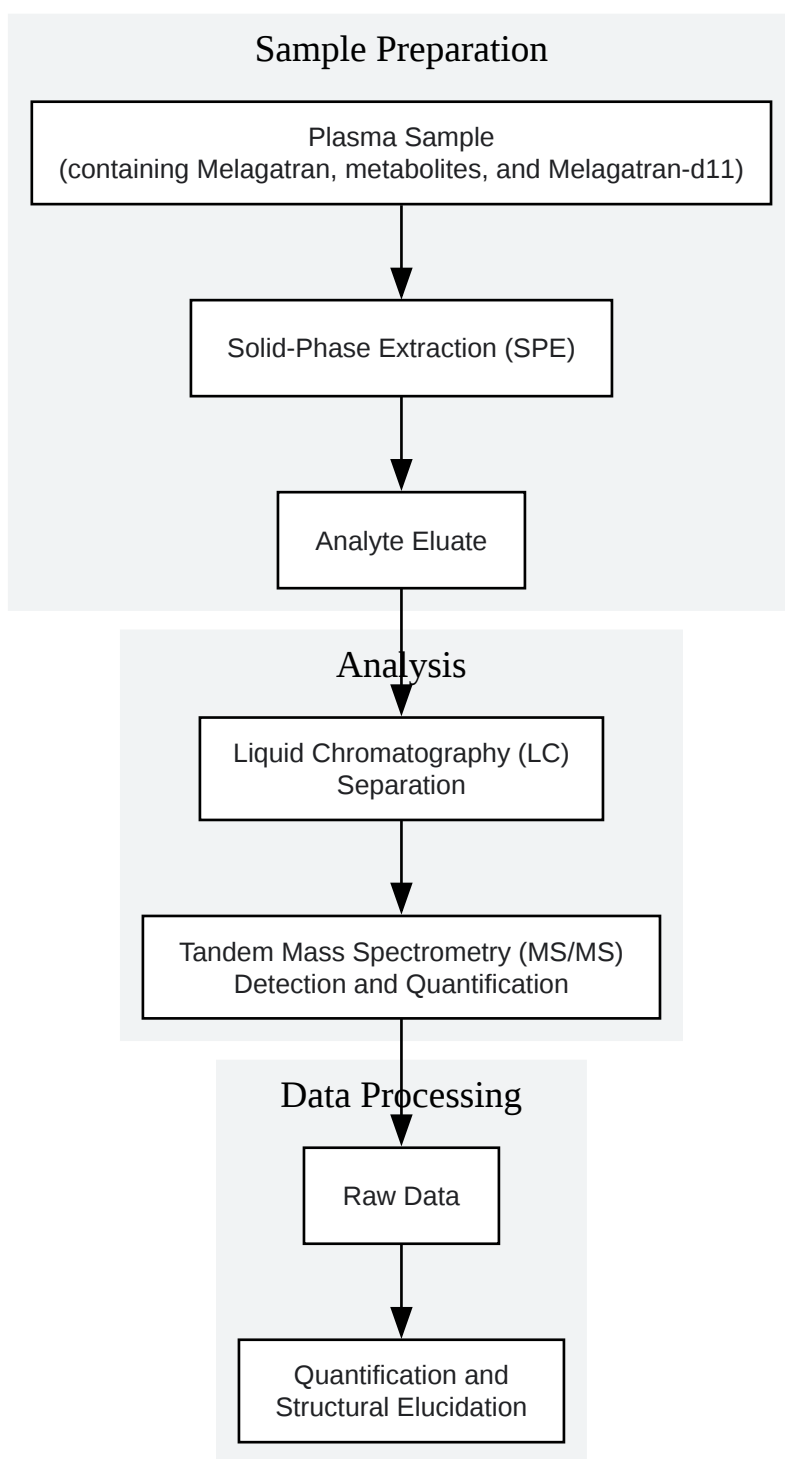 Sample Preparation
Plasma Sample
(containing Melagatran, metabolites, and Melagatran-d11)
Solid-Phase Extraction (SPE)
Analyte Eluate
Analysis
Liquid Chromatography (LC)
Separation
Tandem Mass Spectrometry (MS/MS)
Detection and Quantification
Data Processing
Raw Data
Quantification and
Structural Elucidation